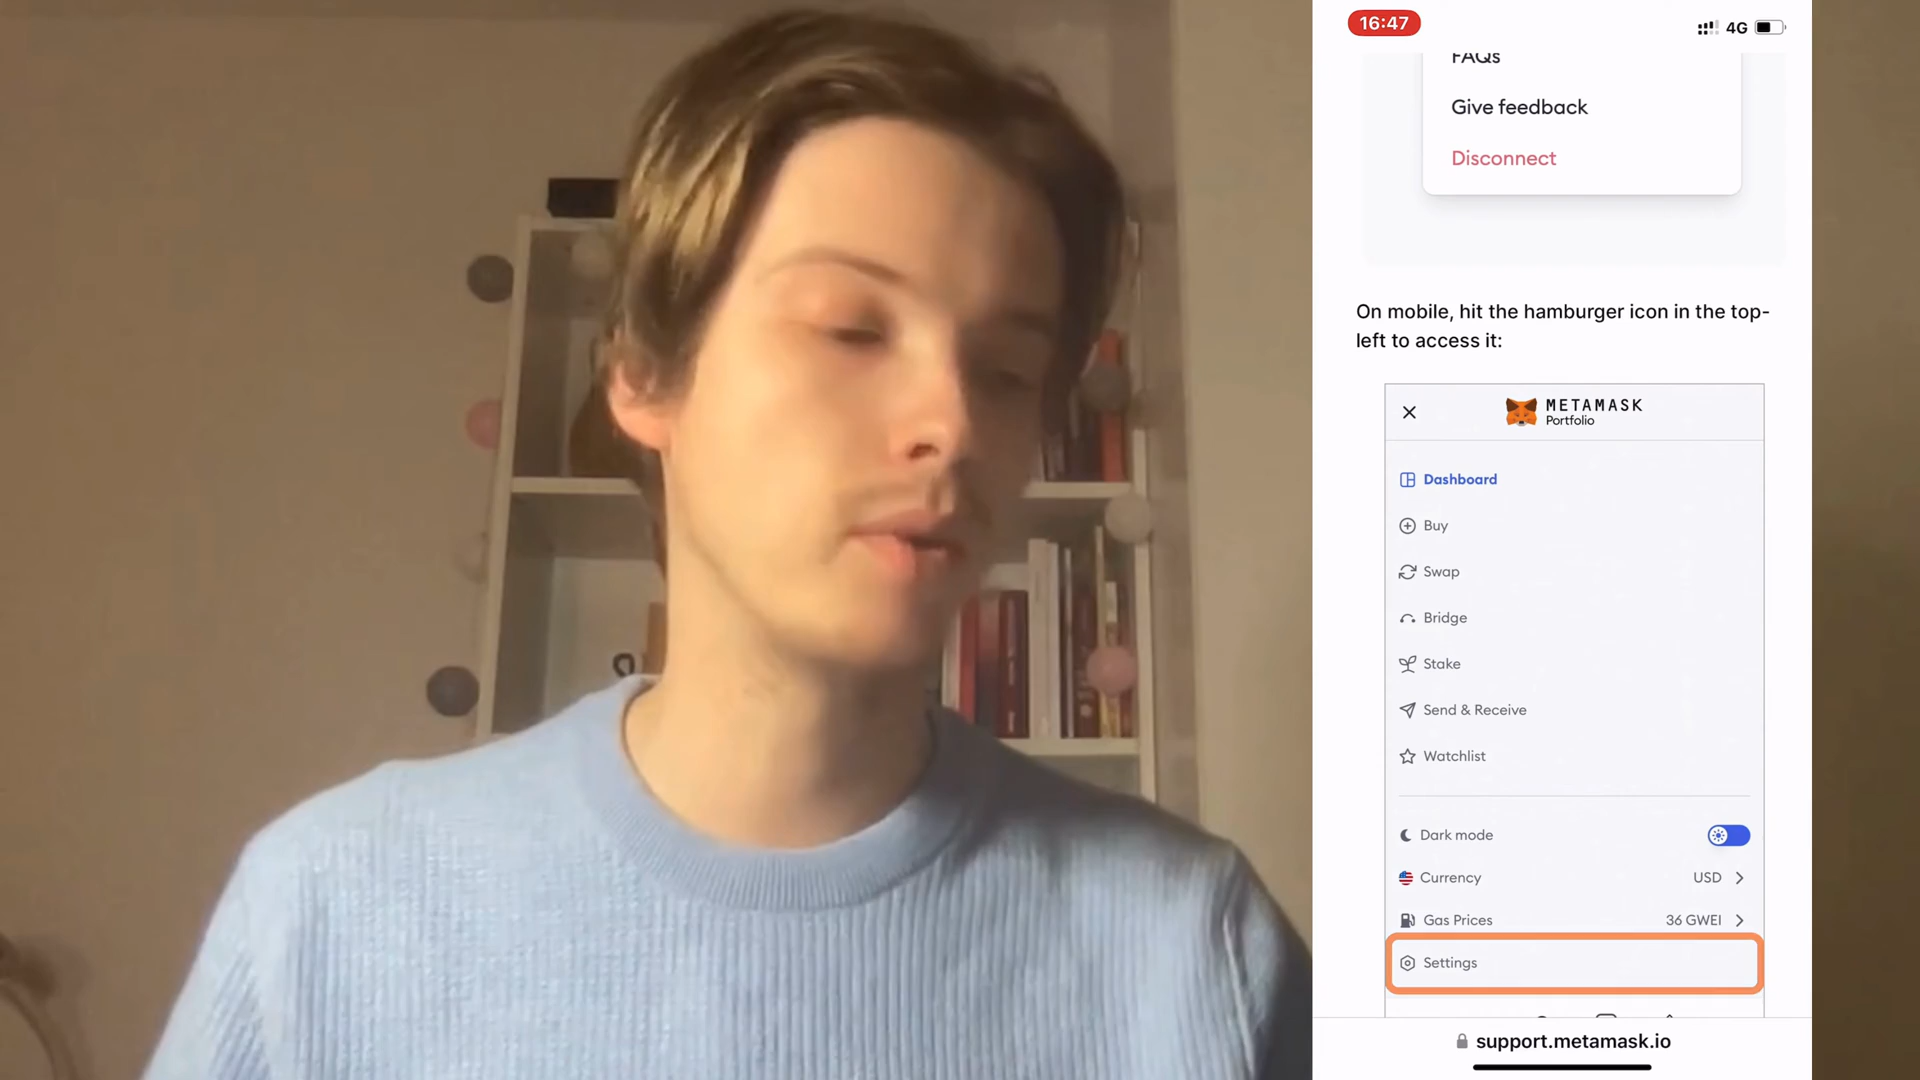 16:47
4G
FAQs
Give feedback
Disconnect
On mobile, hit the hamburger icon in the top-
left to access it:
METAMASK
Portfolio
Dashboard
Buy
Swap
Bridge
Stake
Send & Receive
Watchlist
Dark mode
Currency USD
Gas Prices 36 GWEI
Settings
support.metamask.io